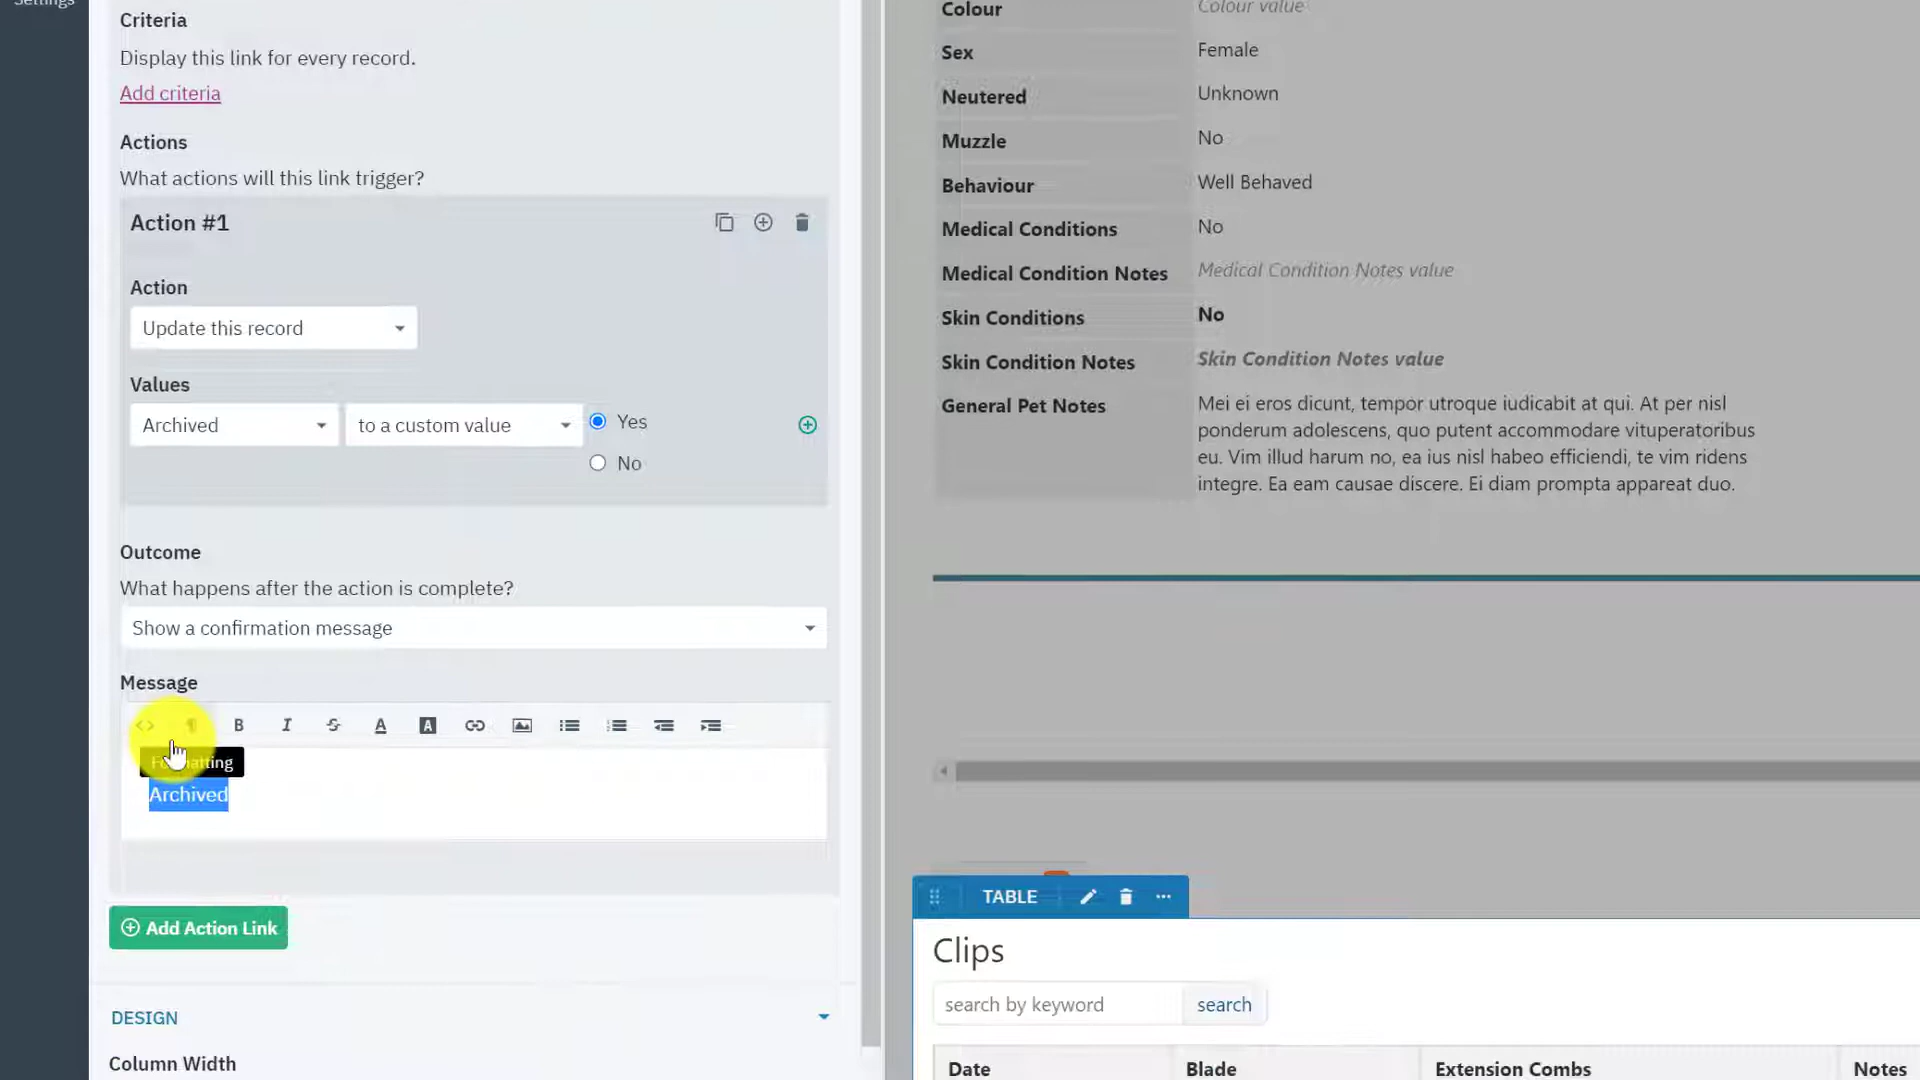 Settings
Criteria
Display this link for every record.
Add criteria
Actions
What actions will this link trigger?
Action #1
Action
Update this record
Values
Archived
to a custom value
Yes
No
Outcome
What happens after the action is complete?
Show a confirmation message
Message
Formatting
Archived
Add Action Link
DESIGN
Column Width
Colour
Colour value
Sex
Female
Neutered
Unknown
Muzzle
No
Behaviour
Well Behaved
Medical Conditions
No
Medical Condition Notes
Medical Condition Notes value
Skin Conditions
No
Skin Condition Notes
Skin Condition Notes value
General Pet Notes
Mei ei eros dicunt, tempor utroque iudicabit at qui. At per nisl
ponderum adolescens, quo putent accommodare vituperatoribus
eu. Vim illud harum no, ea ius nisl habeo efficiendi, te vim ridens
integre. Ea eam causae discere. Ei diam prompta appareat duo.
TABLE
Clips
search by keyword
search
Date
Blade
Extension Combs
Notes